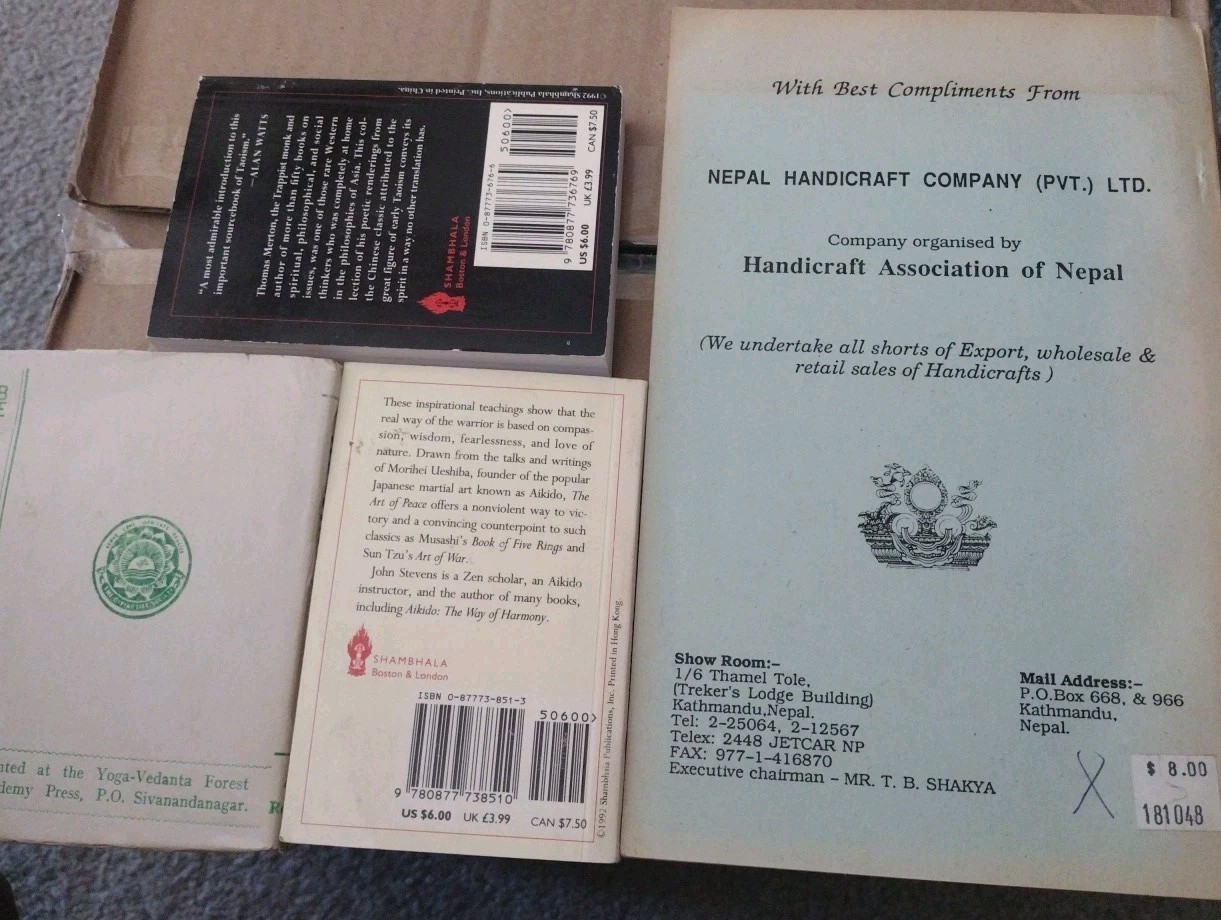 ©1992 Shambhala Publications, Inc. Printed in China.
"A most admirable introduction to this
important sourcebook of Taoism,"
—ALAN WATTS
Thomas Merton, the Trappist monk and
author of more than fifty books on
spiritual, philosophical, and social
issues, was one of those rare Western
thinkers who was completely at home
in the philosophies of Asia. This col-
lection of his poetic renderings from
the Chinese classic attributed to the
great figure of early Taoism conveys its
spirit in a way no other translation has.
SHAMBHALA
Boston & London
ISBN 0-87773-676-6
50600>
9 780877 736769
US $6.00 UK £3.99 CAN $7.50
nted at the Yoga-Vedanta Forest
demy Press, P.O. Sivanandanagar.
These inspirational teachings show that the
real way of the warrior is based on compas-
sion, wisdom, fearlessness, and love of
nature. Drawn from the talks and writings
of Morihei Ueshiba, founder of the popular
Japanese martial art known as Aikido, The
Art of Peace offers a nonviolent way to vic-
tory and a convincing counterpoint to such
classics as Musashi's Book of Five Rings and
Sun Tzu's Art of War.
John Stevens is a Zen scholar, an Aikido
instructor, and the author of many books,
including Aikido: The Way of Harmony.
SHAMBHALA
Boston & London
ISBN 0-87773-851-3
50600>
9 780877 738510
US $6.00 UK £3.99 CAN $7.50
©1992 Shambhala Publications, Inc. Printed in Hong Kong.
With Best Compliments From
NEPAL HANDICRAFT COMPANY (PVT.) LTD.
Company organised by
Handicraft Association of Nepal
(We undertake all shorts of Export, wholesale &
retail sales of Handicrafts )
Show Room:-
1/6 Thamel Tole,
(Treker's Lodge Building)
Kathmandu,Nepal.
Tel: 2-25064, 2-12567
Telex: 2448 JETCAR NP
FAX: 977-1-416870
Executive chairman - MR. T. B. SHAKYA
Mail Address:-
P.O.Box 668, & 966
Kathmandu,
Nepal.
X
$ 8.00
181048